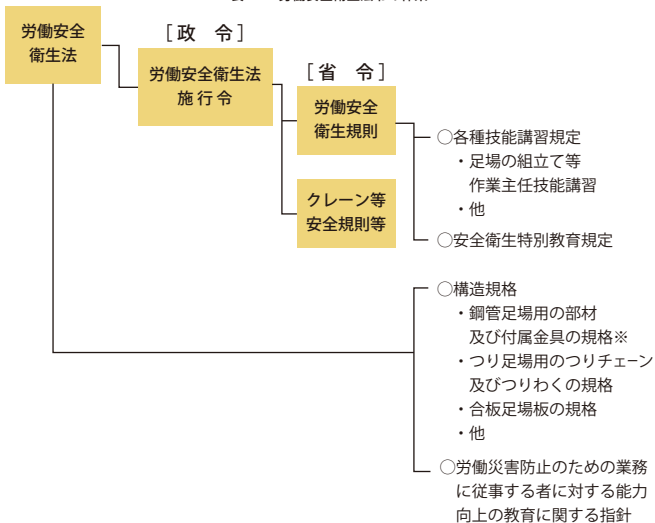 労働安全
衛生法
［政　令］
労働安全衛生法
施 行 令
［省　令］
労働安全
衛生規則
クレーン等
安全規則等
○各種技能講習規定
・足場の組立て等
作業主任技能講習
・他
○安全衛生特別教育規定
○構造規格
・鋼管足場用の部材
及び付属金具の規格※
・つり足場用のつりチェーン
及びつりわくの規格
・合板足場板の規格
・他
○労働災害防止のための業務
に従事する者に対する能力
向上の教育に関する指針